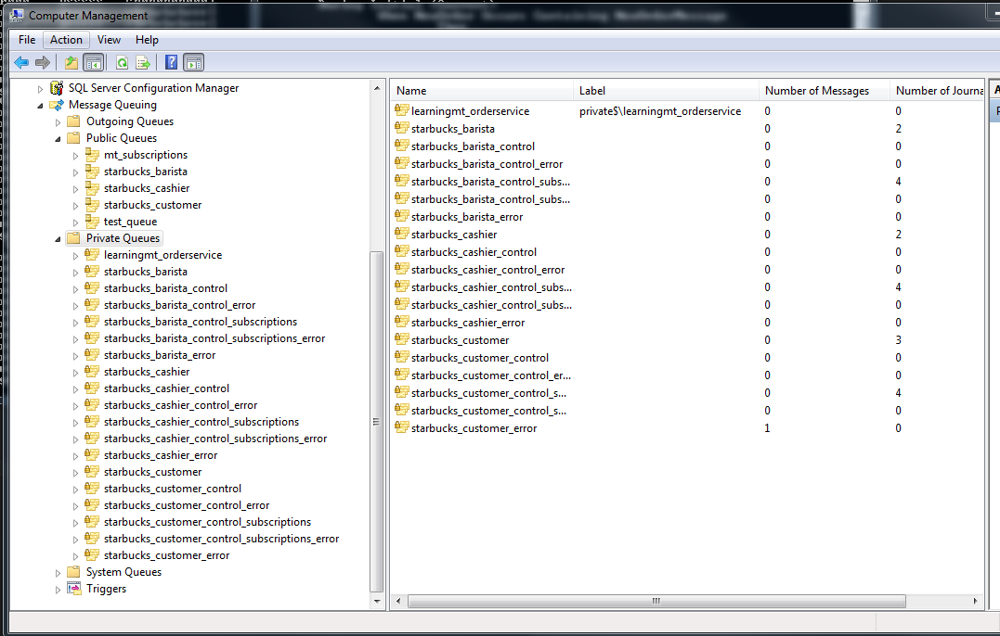 Computer Management
File Action View Help
SQL Server Configuration Manager
Message Queuing
Outgoing Queues
Public Queues
mt_subscriptions
starbucks_barista
starbucks_cashier
starbucks_customer
test_queue
Private Queues
learningmt_orderservice
starbucks_barista
starbucks_barista_control
starbucks_barista_control_error
starbucks_barista_control_subscriptions
starbucks_barista_control_subscriptions_error
starbucks_barista_error
starbucks_cashier
starbucks_cashier_control
starbucks_cashier_control_error
starbucks_cashier_control_subscriptions
starbucks_cashier_control_subscriptions_error
starbucks_cashier_error
starbucks_customer
starbucks_customer_control
starbucks_customer_control_error
starbucks_customer_control_subscriptions
starbucks_customer_control_subscriptions_error
starbucks_customer_error
System Queues
Triggers
Name Label Number of Messages Number of Journa
learningmt_orderservice private$\learningmt_orderservice 0 0
starbucks_barista 0 2
starbucks_barista_control 0 0
starbucks_barista_control_error 0 0
starbucks_barista_control_subs... 0 4
starbucks_barista_control_subs... 0 0
starbucks_barista_error 0 0
starbucks_cashier 0 2
starbucks_cashier_control 0 0
starbucks_cashier_control_error 0 0
starbucks_cashier_control_subs... 0 4
starbucks_cashier_control_subs... 0 0
starbucks_cashier_error 0 0
starbucks_customer 0 3
starbucks_customer_control 0 0
starbucks_customer_control_er... 0 0
starbucks_customer_control_s... 0 4
starbucks_customer_control_s... 0 0
starbucks_customer_error 1 0